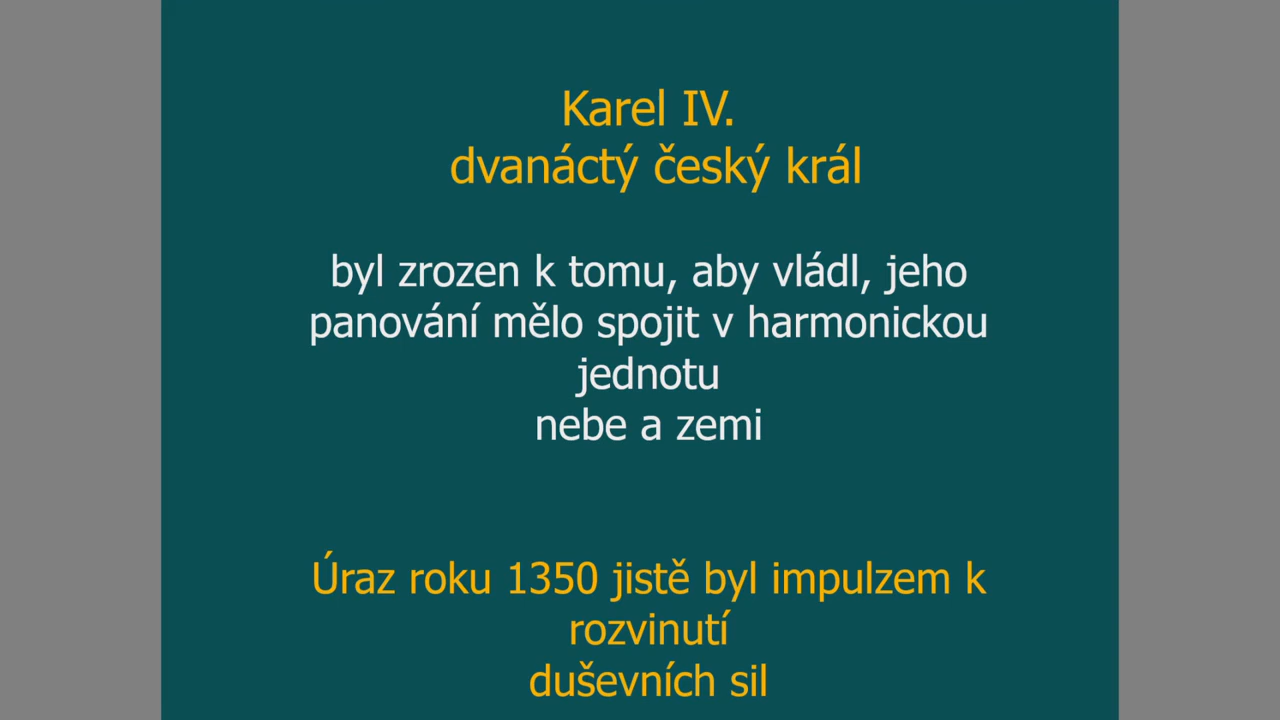 Karel IV.
dvanáctý český král
byl zrozen k tomu, aby vládl, jeho
panování mělo spojit v harmonickou
jednotu
nebe a zemi
Úraz roku 1350 jistě byl impulzem k
rozvinutí
duševních sil